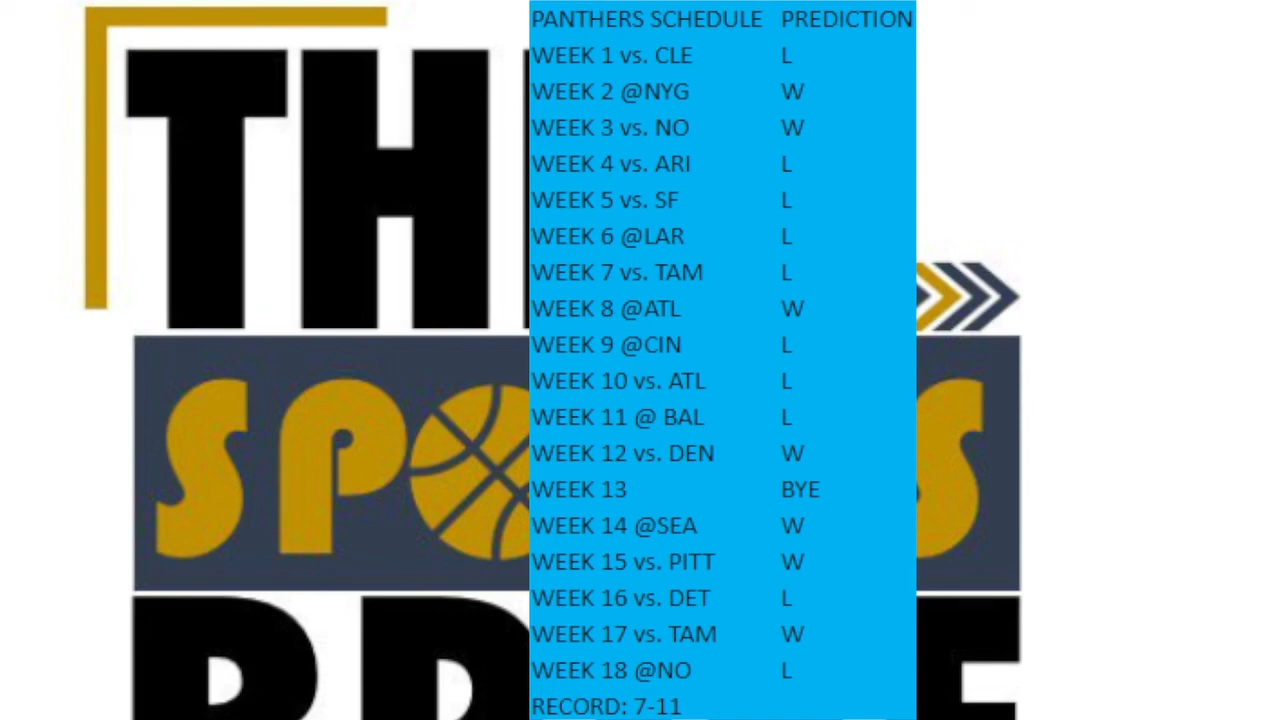 TH
SPO S
PANTHERS SCHEDULE PREDICTION
WEEK 1 vs. CLE L
WEEK 2 @NYG W
WEEK 3 vs. NO W
WEEK 4 vs. ARI L
WEEK 5 vs. SF L
WEEK 6 @LAR L
WEEK 7 vs. TAM L
WEEK 8 @ATL W
WEEK 9 @CIN L
WEEK 10 vs. ATL L
WEEK 11 @ BAL L
WEEK 12 vs. DEN W
WEEK 13 BYE
WEEK 14 @SEA W
WEEK 15 vs. PITT W
WEEK 16 vs. DET L
WEEK 17 vs. TAM W
WEEK 18 @NO L
RECORD: 7-11